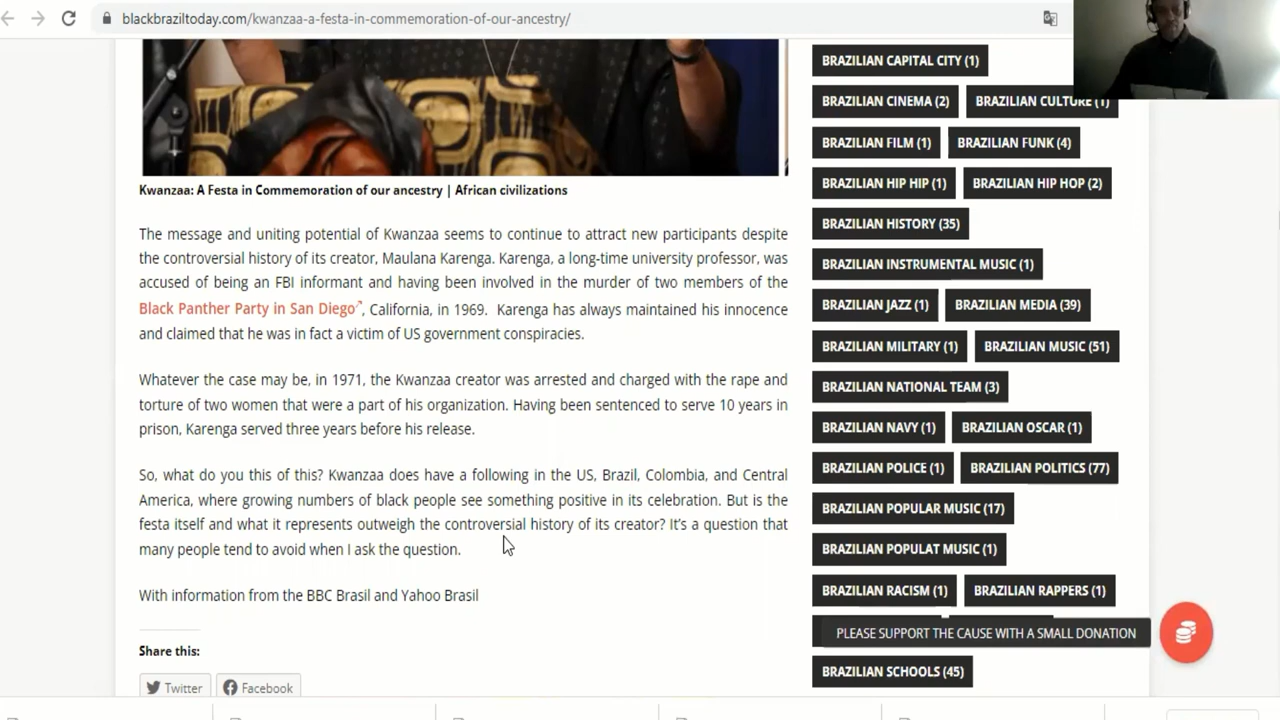 blackbraziltoday.com/kwanzaa-a-festa-in-commemoration-of-our-ancestry/
Kwanzaa: A Festa in Commemoration of our ancestry | African civilizations
The message and uniting potential of Kwanzaa seems to continue to attract new participants despite
the controversial history of its creator, Maulana Karenga. Karenga, a long-time university professor, was
accused of being an FBI informant and having been involved in the murder of two members of the
Black Panther Party in San Diego, California, in 1969. Karenga has always maintained his innocence
and claimed that he was in fact a victim of US government conspiracies.
Whatever the case may be, in 1971, the Kwanzaa creator was arrested and charged with the rape and
torture of two women that were a part of his organization. Having been sentenced to serve 10 years in
prison, Karenga served three years before his release.
So, what do you this of this? Kwanzaa does have a following in the US, Brazil, Colombia, and Central
America, where growing numbers of black people see something positive in its celebration. But is the
festa itself and what it represents outweigh the controversial history of its creator? It's a question that
many people tend to avoid when I ask the question.
With information from the BBC Brasil and Yahoo Brasil
Share this:
Twitter Facebook
BRAZILIAN CAPITAL CITY (1)
BRAZILIAN CINEMA (2) BRAZILIAN CULTURE (1)
BRAZILIAN FILM (1) BRAZILIAN FUNK (4)
BRAZILIAN HIP HIP (1) BRAZILIAN HIP HOP (2)
BRAZILIAN HISTORY (35)
BRAZILIAN INSTRUMENTAL MUSIC (1)
BRAZILIAN JAZZ (1) BRAZILIAN MEDIA (39)
BRAZILIAN MILITARY (1) BRAZILIAN MUSIC (51)
BRAZILIAN NATIONAL TEAM (3)
BRAZILIAN NAVY (1) BRAZILIAN OSCAR (1)
BRAZILIAN POLICE (1) BRAZILIAN POLITICS (77)
BRAZILIAN POPULAR MUSIC (17)
BRAZILIAN POPULAT MUSIC (1)
BRAZILIAN RACISM (1) BRAZILIAN RAPPERS (1)
PLEASE SUPPORT THE CAUSE WITH A SMALL DONATION
BRAZILIAN SCHOOLS (45)